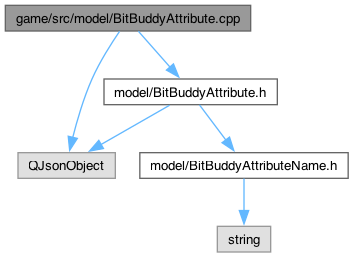 game/src/model/BitBuddyAttribute.cpp
model/BitBuddyAttribute.h
QJsonObject
model/BitBuddyAttributeName.h
string